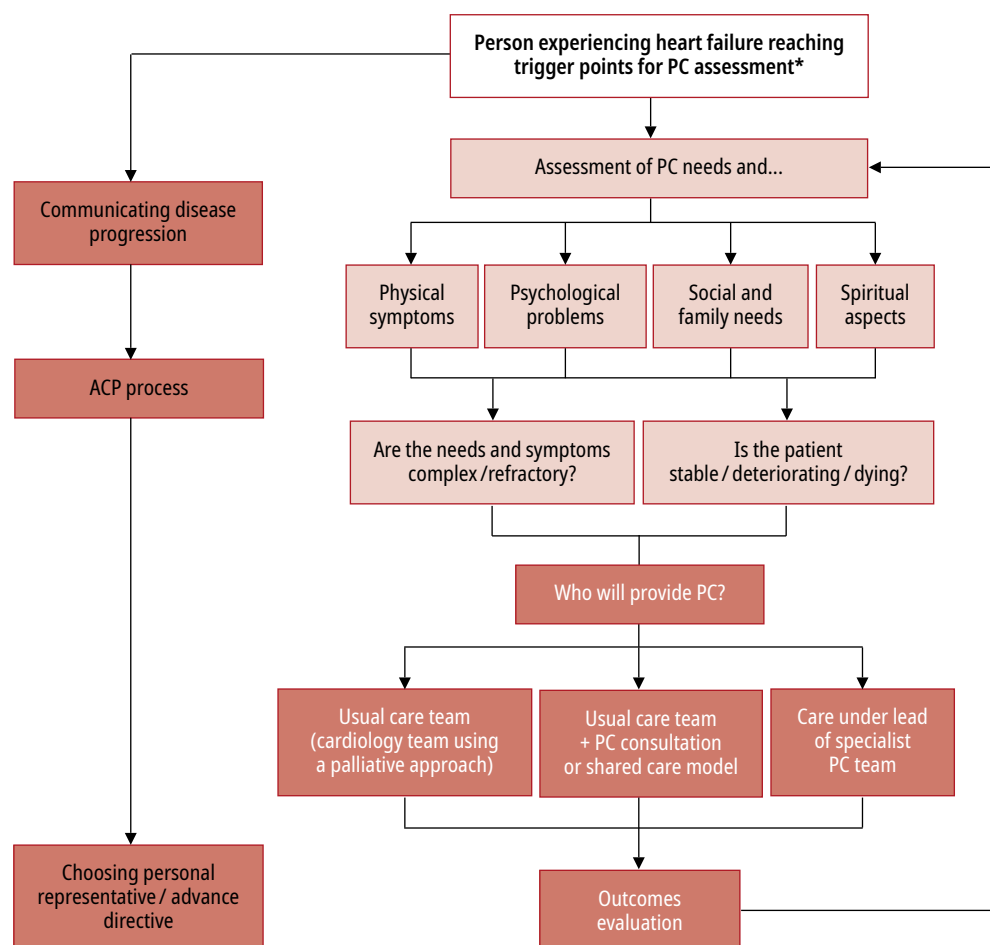 Person experiencing heart failure reaching
trigger points for PC assessment*
Assessment of PC needs and...
Communicating disease
progression
Physical
symptoms
Psychological
problems
Social and
family needs
Spiritual
aspects
ACP process
Are the needs and symptoms
complex/refractory?
Is the patient
stable/deteriorating/dying?
Who will provide PC?
Usual care team
(cardiology team using
a palliative approach)
Usual care team
+ PC consultation
or shared care model
Care under lead
of specialist
PC team
Choosing personal
representative/advance
directive
Outcomes
evaluation